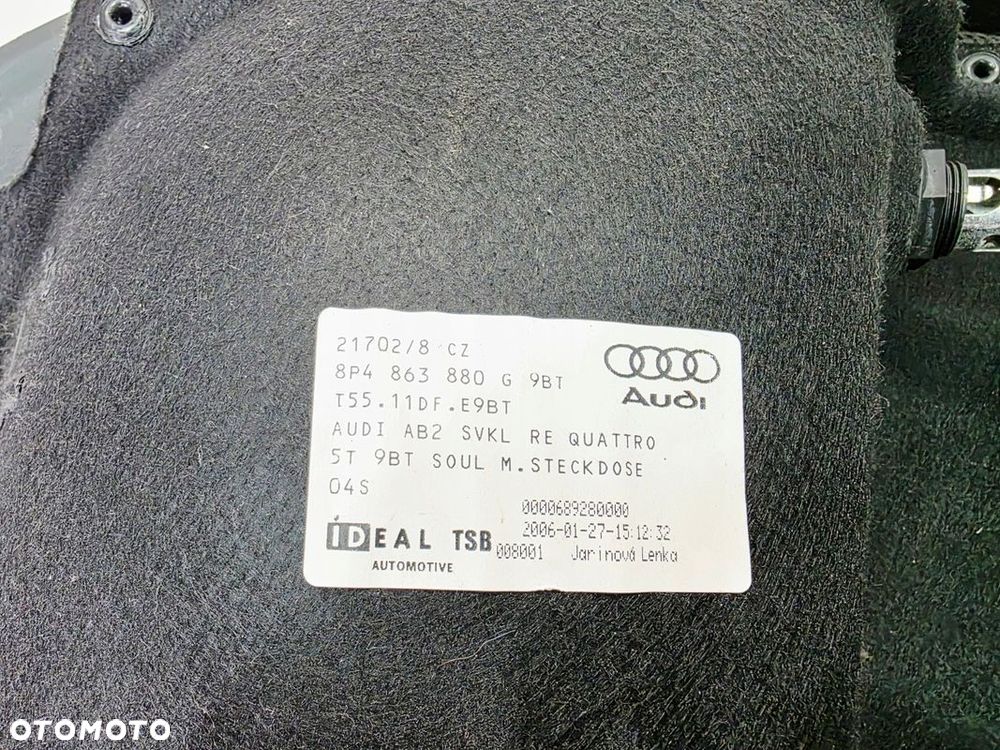 21702/8 CZ
8P4 863 880 G 9BT
T55.11DF.E9BT
AUDI AB2 SVKL RE QUATTRO
5T 9BT SOUL M.STECKDOSE
04S
Audi
0000689280000
2006-01-27-15:12:32
008001 Jarinová Lenka
IDEAL TSB
AUTOMOTIVE
OTOMOTO